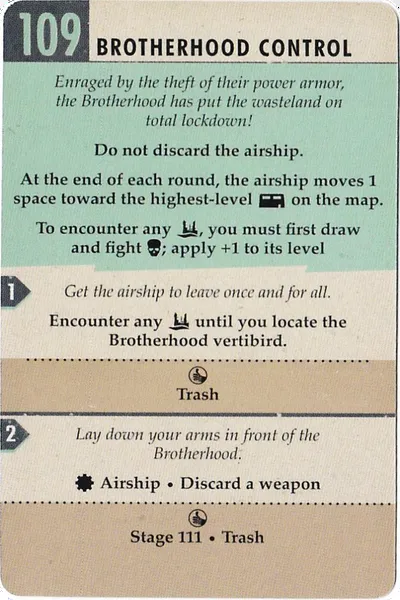 109 BROTHERHOOD CONTROL
Enraged by the theft of their power armor,
the Brotherhood has put the wasteland on
total lockdown!
Do not discard the airship.
At the end of each round, the airship moves 1
space toward the highest-level on the map.
To encounter any , you must first draw
and fight ; apply +1 to its level
1
Get the airship to leave once and for all.
Encounter any until you locate the
Brotherhood vertibird.
Trash
2
Lay down your arms in front of the
Brotherhood.
Airship • Discard a weapon
Stage 111 • Trash